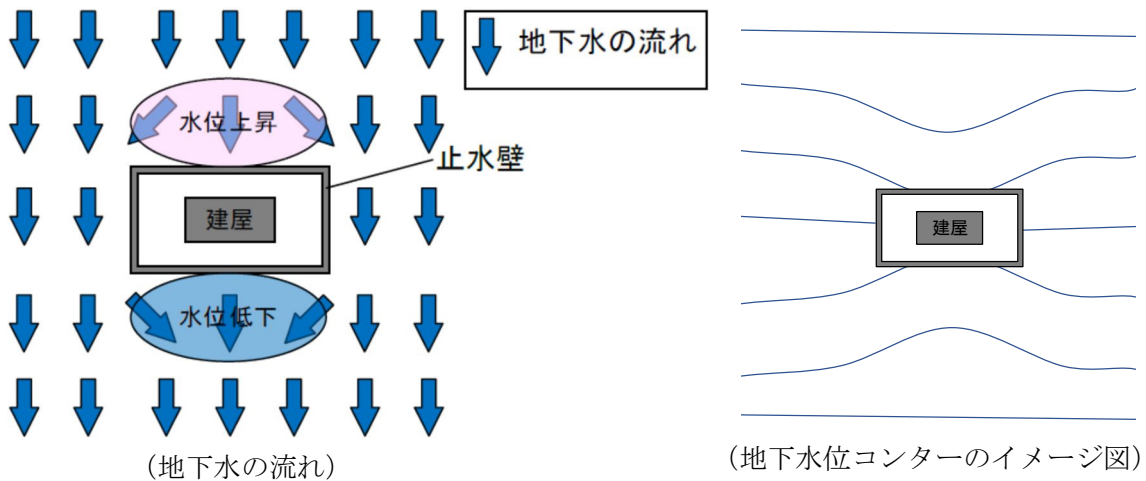 地下水の流れ
水位上昇
止水壁
建屋
水位低下
(地下水の流れ)
建屋
(地下水位コンターのイメージ図)